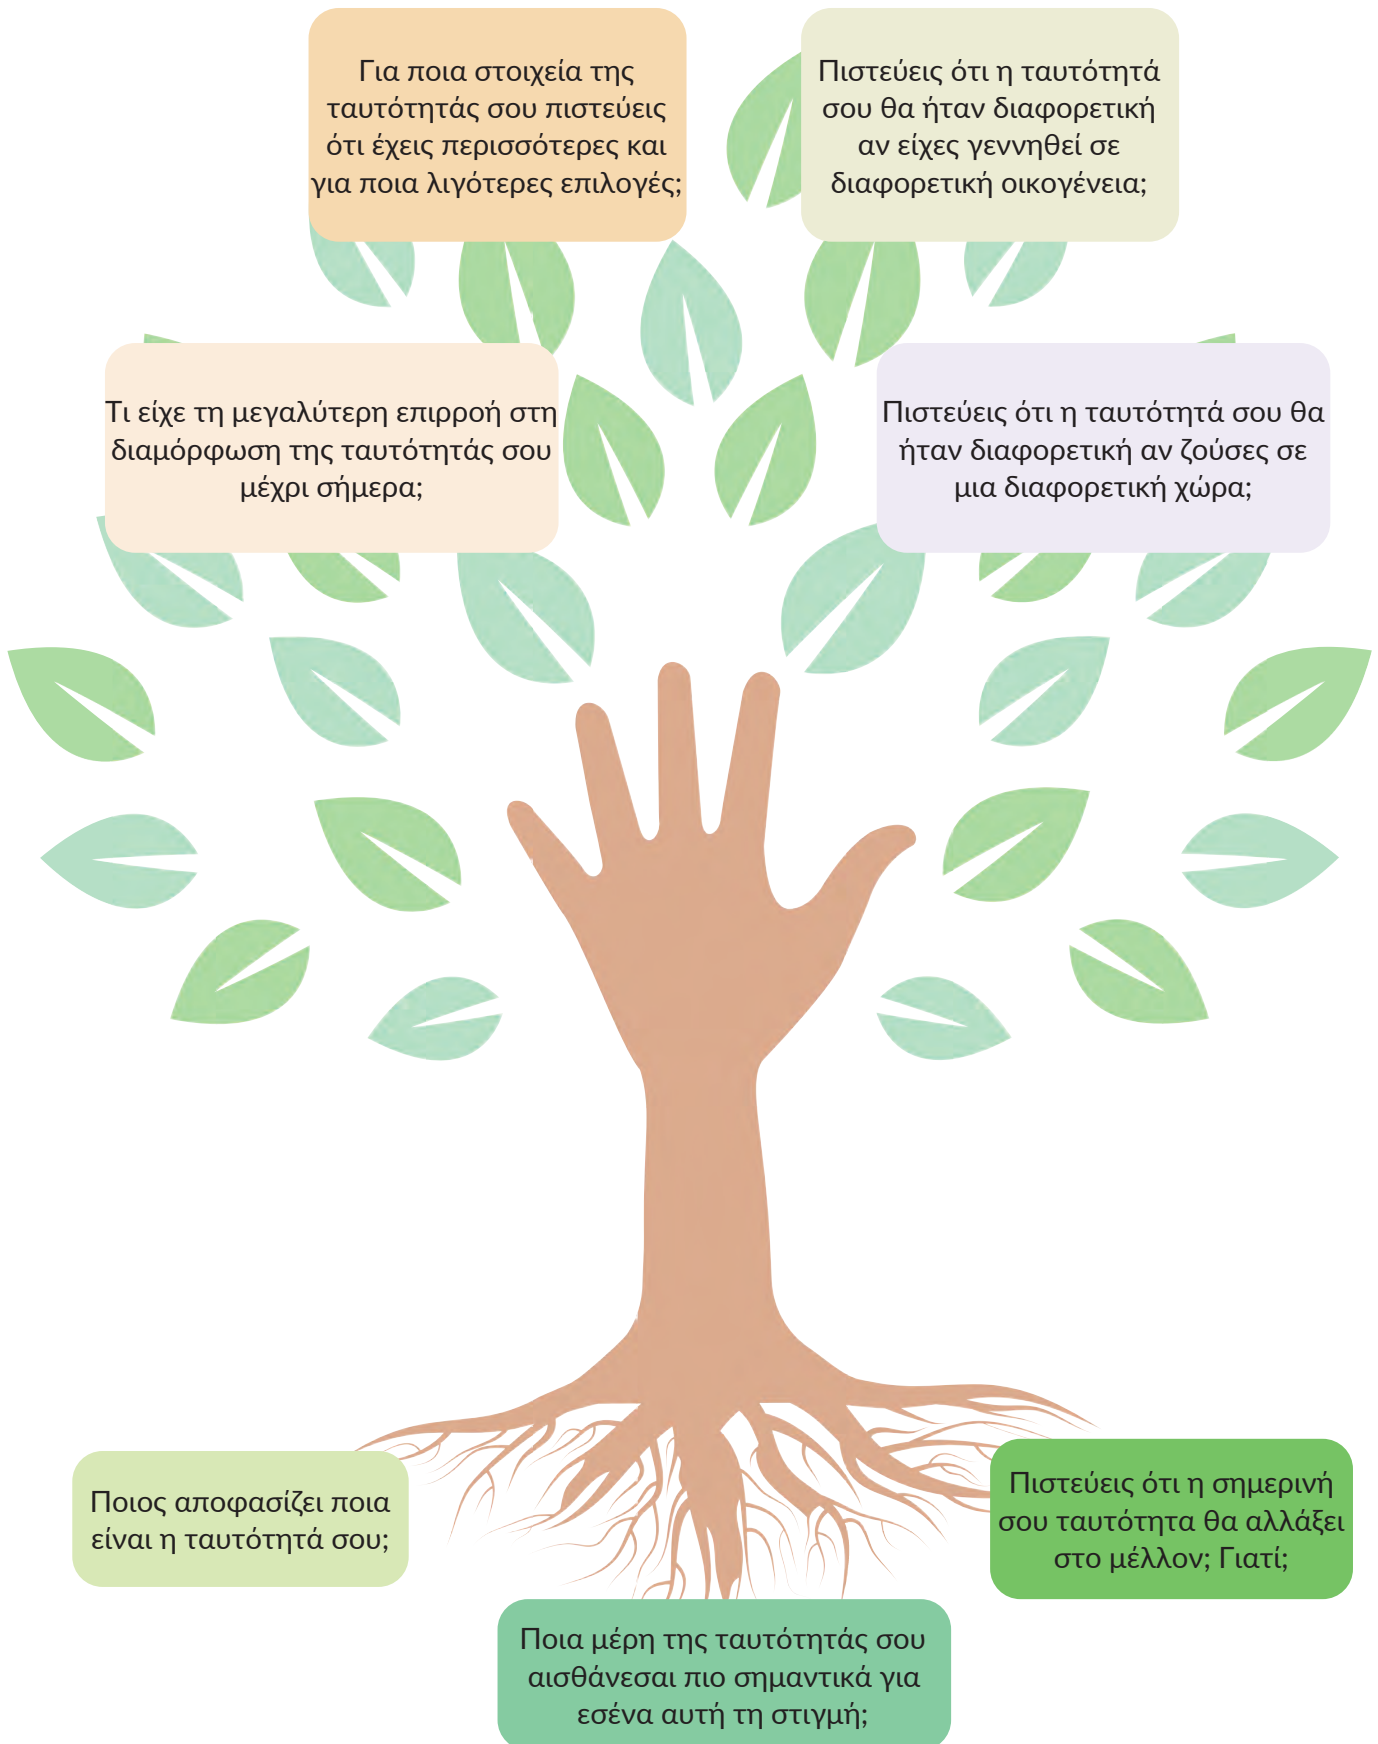 Για ποια στοιχεία της
ταυτότητάς σου πιστεύεις
ότι έχεις περισσότερες και
για ποια λιγότερες επιλογές;
Πιστεύεις ότι η ταυτότητά
σου θα ήταν διαφορετική
αν είχες γεννηθεί σε
διαφορετική οικογένεια;
Τι είχε τη μεγαλύτερη επιρροή στη
διαμόρφωση της ταυτότητάς σου
μέχρι σήμερα;
Πιστεύεις ότι η ταυτότητά σου θα
ήταν διαφορετική αν ζούσες σε
μια διαφορετική χώρα;
Ποιος αποφασίζει ποια
είναι η ταυτότητά σου;
Πιστεύεις ότι η σημερινή
σου ταυτότητα θα αλλάξει
στο μέλλον; Γιατί;
Ποια μέρη της ταυτότητάς σου
αισθάνεσαι πιο σημαντικά για
εσένα αυτή τη στιγμή;